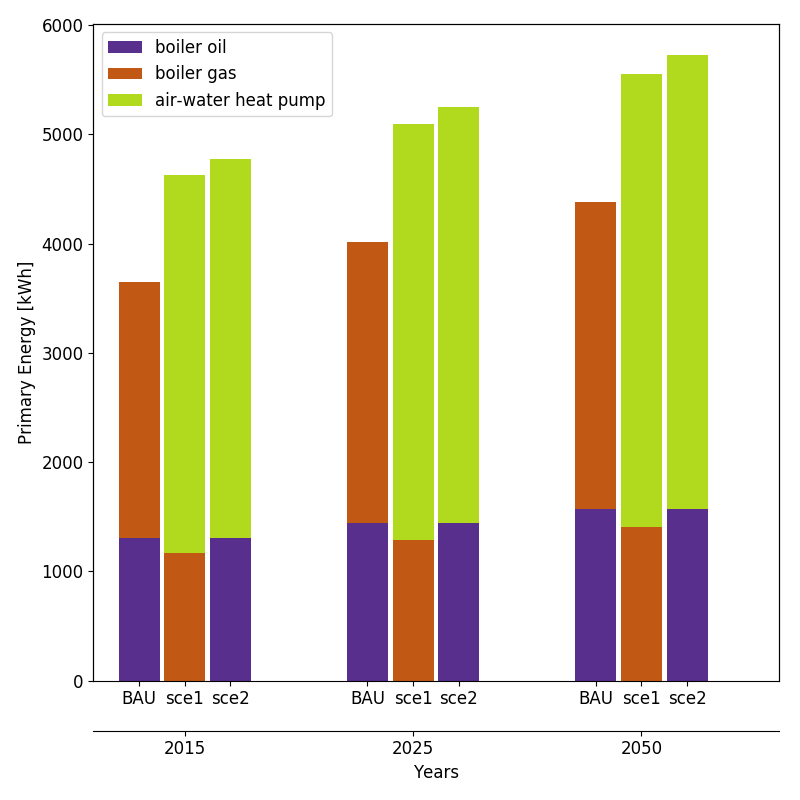 boiler oil
boiler gas
air-water heat pump
6000
5000
4000
3000
2000
1000
0
Primary Energy [kWh]
BAU sce1 sce2 BAU sce1 sce2 BAU sce1 sce2
2015 2025 2050
Years